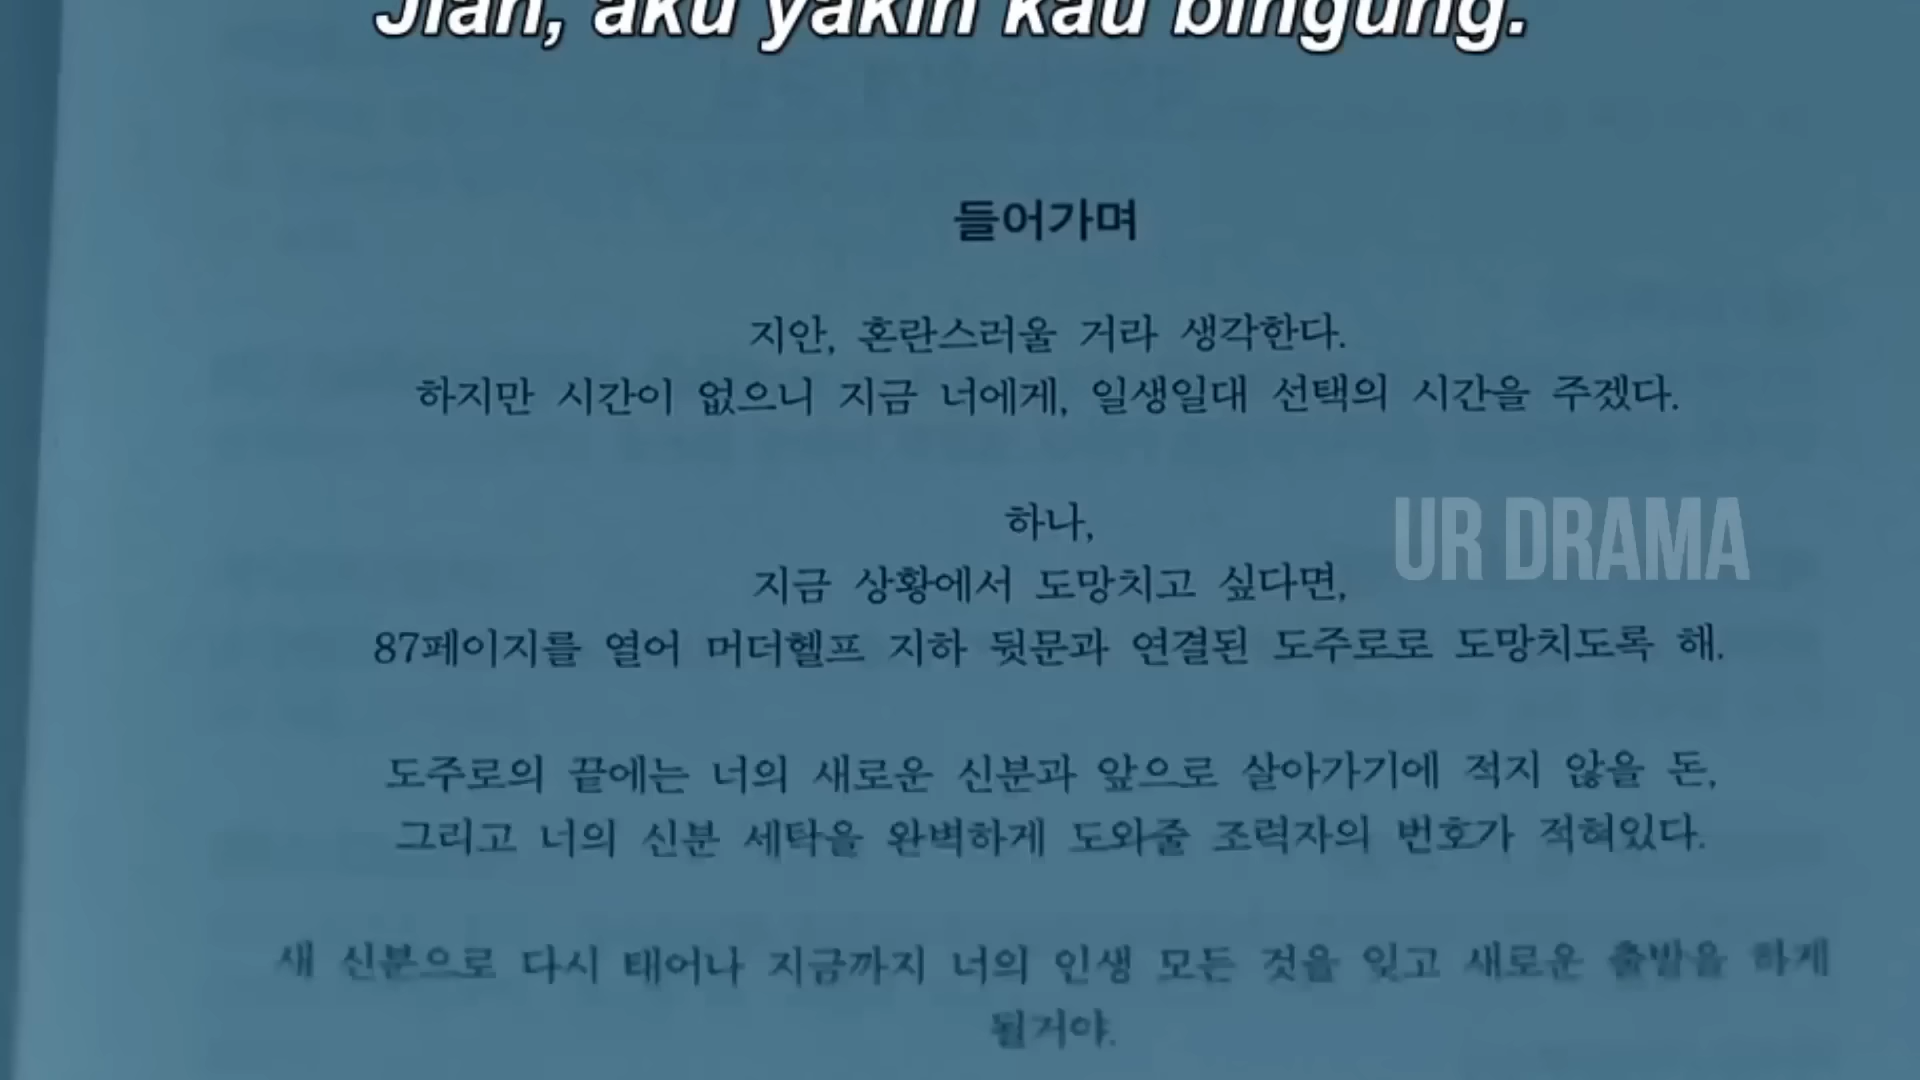 Jian, aku yakin kau bingung.
들어가며
지안, 혼란스러울 거라 생각한다.
하지만 시간이 없으니 지금 너에게, 일생일대 선택의 시간을 주겠다.
하나,
UR DRAMA
지금 상황에서 도망치고 싶다면,
87페이지를 열어 머더헬프 지하 뒷문과 연결된 도주로로 도망치도록 해.
도주로의 끝에는 너의 새로운 신분과 앞으로 살아가기에 적지 않을 돈,
그리고 너의 신분 세탁을 완벽하게 도와줄 조력자의 번호가 적혀있다.
새 신분으로 다시 태어나 지금까지 너의 인생 모든 것을 잊고 새로운 출발을 하게
될거야.